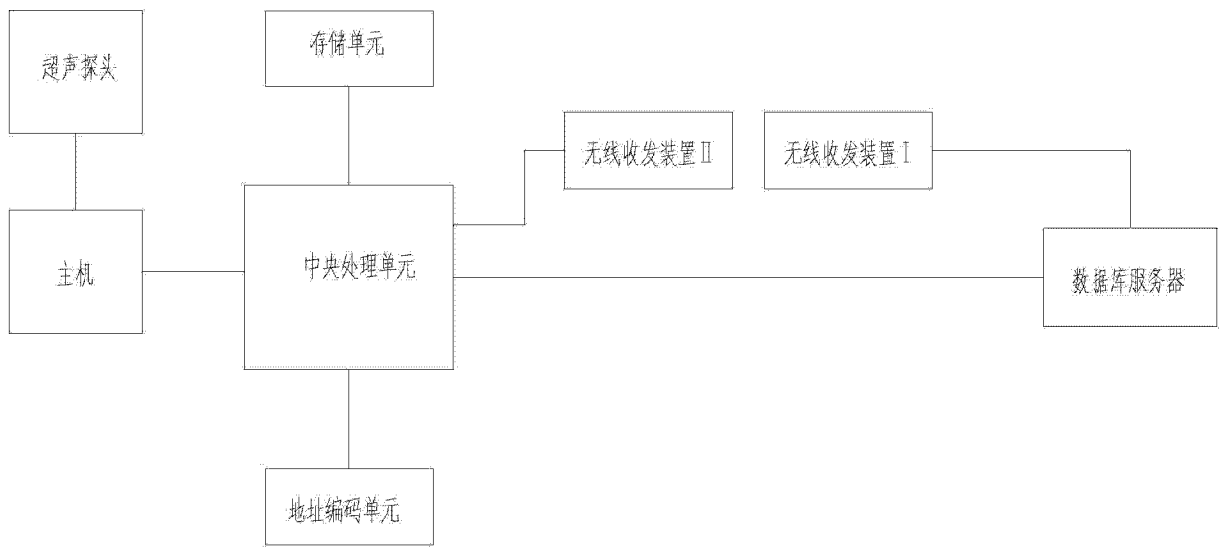 超声探头
存储单元
无线收发装置Ⅱ
无线收发装置Ⅰ
主机
中央处理单元
数据库服务器
地址编码单元